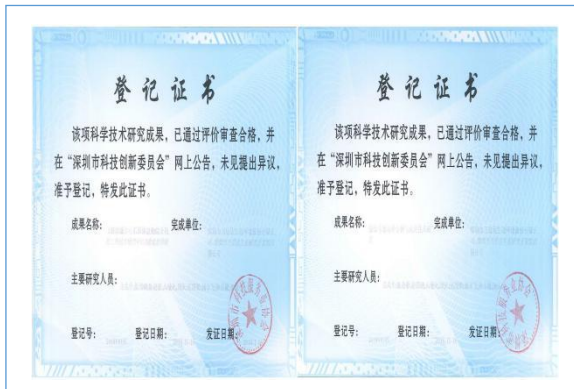 登记证书
该项科学技术研究成果，已通过评价审查合格，并
在“深圳市科技创新委员会”网上公告，未见提出异议，
准予登记，特发此证书。
成果名称：
完成单位：
主要研究人员：
登记号：
登记日期：
发证日期：
登记证书
该项科学技术研究成果，已通过评价审查合格，并
在“深圳市科技创新委员会”网上公告，未见提出异议，
准予登记，特发此证书。
成果名称：
完成单位：
主要研究人员：
登记号：
登记日期：
发证日期：